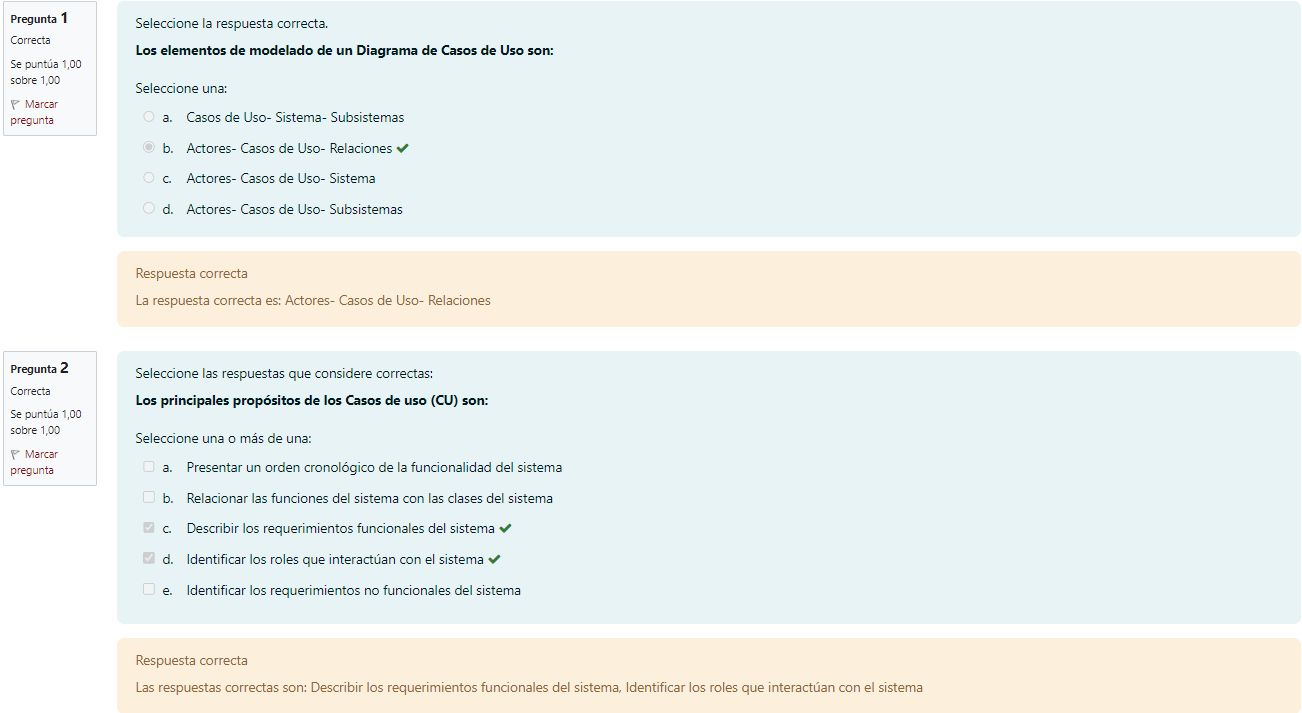 Pregunta 1
Correcta
Se puntúa 1,00
sobre 1,00
Marcar
pregunta
Seleccione la respuesta correcta.
Los elementos de modelado de un Diagrama de Casos de Uso son:
Seleccione una:
a. Casos de Uso- Sistema- Subsistemas
b. Actores- Casos de Uso- Relaciones
c. Actores- Casos de Uso- Sistema
d. Actores- Casos de Uso- Subsistemas
Respuesta correcta
La respuesta correcta es: Actores- Casos de Uso- Relaciones
Pregunta 2
Correcta
Se puntúa 1,00
sobre 1,00
Marcar
pregunta
Seleccione las respuestas que considere correctas:
Los principales propósitos de los Casos de uso (CU) son:
Seleccione una o más de una:
a. Presentar un orden cronológico de la funcionalidad del sistema
b. Relacionar las funciones del sistema con las clases del sistema
c. Describir los requerimientos funcionales del sistema
d. Identificar los roles que interactúan con el sistema
e. Identificar los requerimientos no funcionales del sistema
Respuesta correcta
Las respuestas correctas son: Describir los requerimientos funcionales del sistema, Identificar los roles que interactúan con el sistema